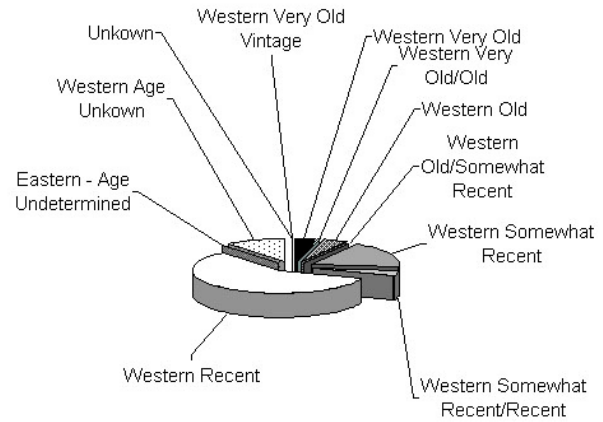 Unkown
Western Very Old
Vintage
Western Very Old
Western Very
Old/Old
Western Old
Western
Old/Somewhat
Recent
Western Somewhat
Recent
Western Somewhat
Recent/Recent
Western Recent
Eastern - Age
Undetermined
Western Age
Unkown